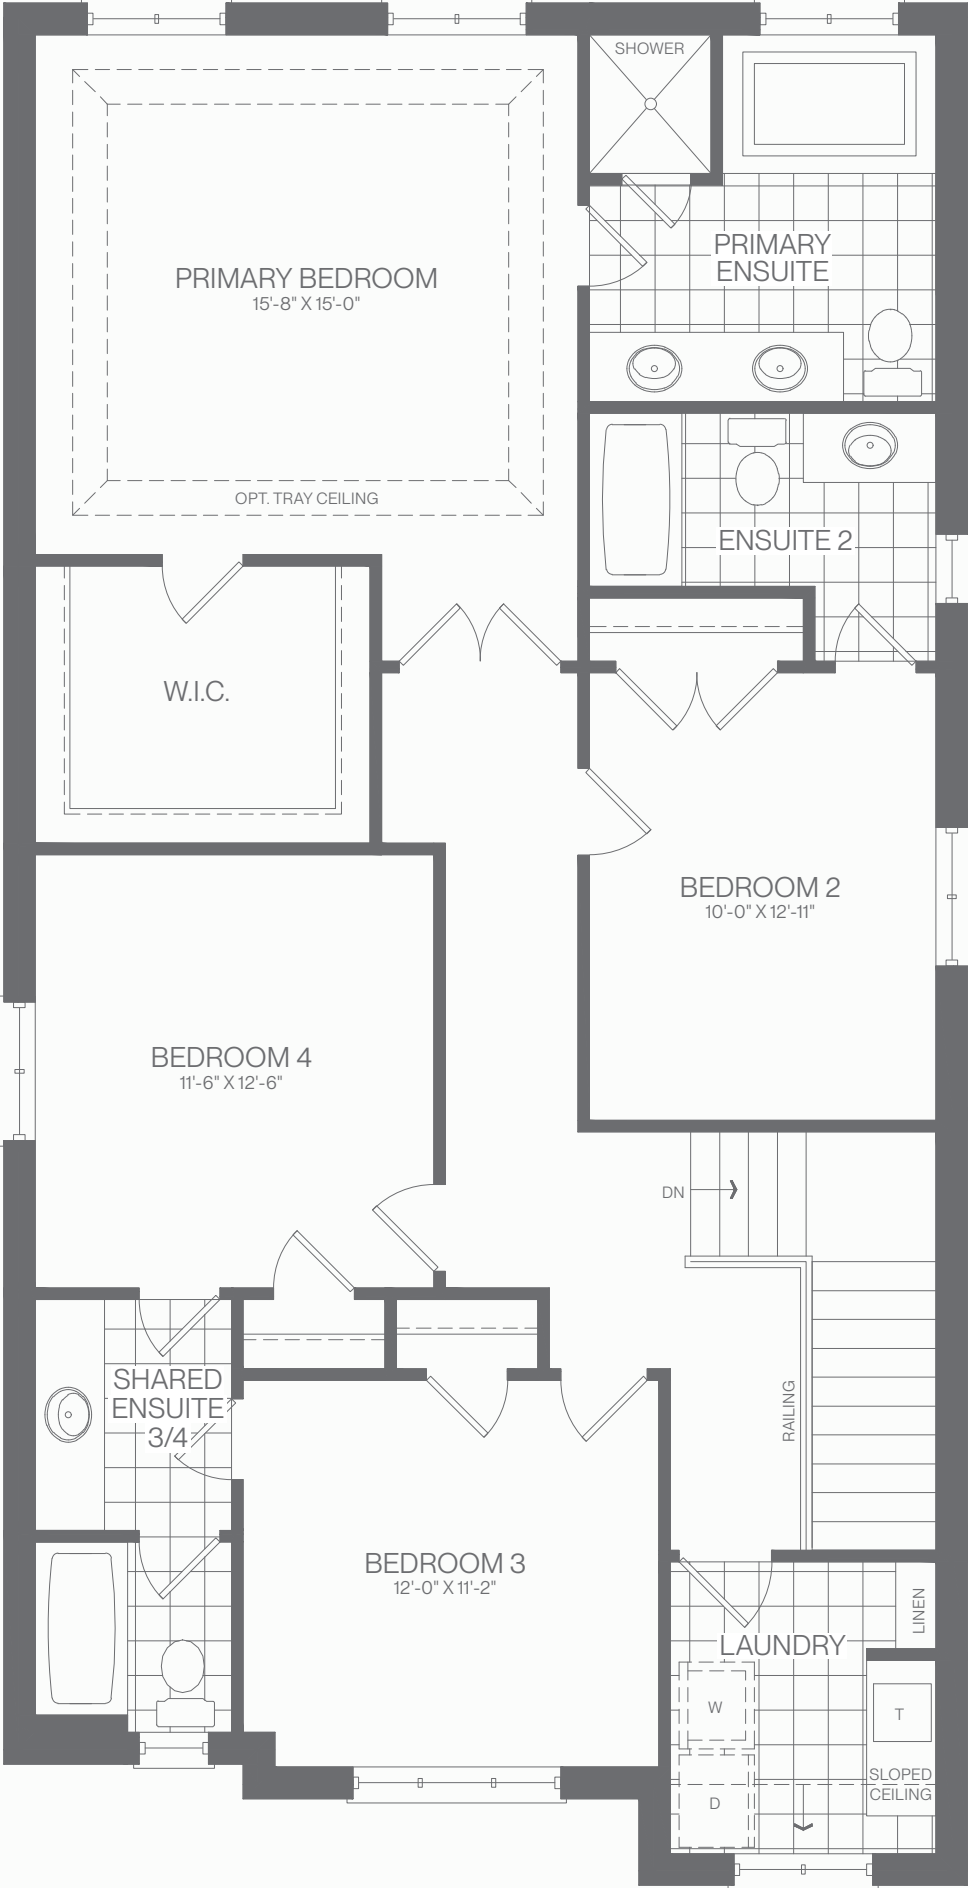 SHOWER
PRIMARY
ENSUITE
PRIMARY BEDROOM
15'-8" X 15'-0"
OPT. TRAY CEILING
ENSUITE 2
W.I.C.
BEDROOM 2
10'-0" X 12'-11"
BEDROOM 4
11'-6" X 12'-6"
DN
SHARED
ENSUITE
3/4
RAILING
BEDROOM 3
12'-0" X 11'-2"
LINEN
LAUNDRY
W
T
D
SLOPED
CEILING